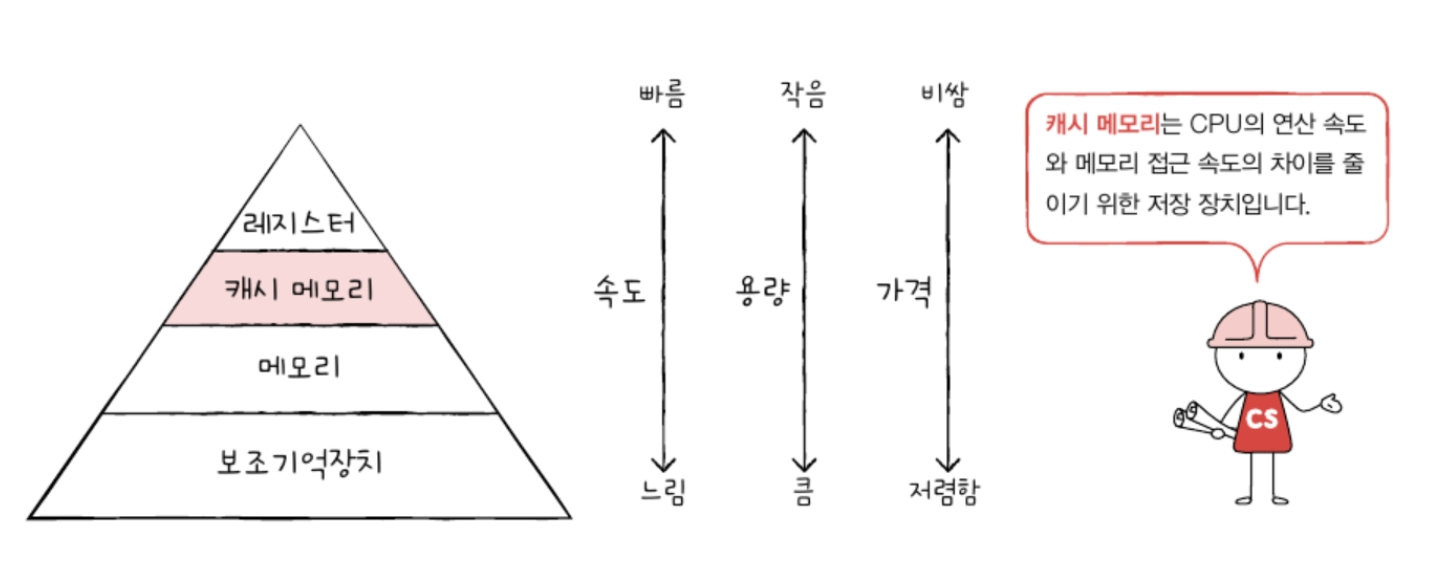 레지스터
캐시 메모리
메모리
보조기억장치
빠름
속도
느림
작음
용량
큼
비쌈
가격
저렴함
캐시 메모리는 CPU의 연산 속도
와 메모리 접근 속도의 차이를 줄
이기 위한 저장 장치입니다.
CS